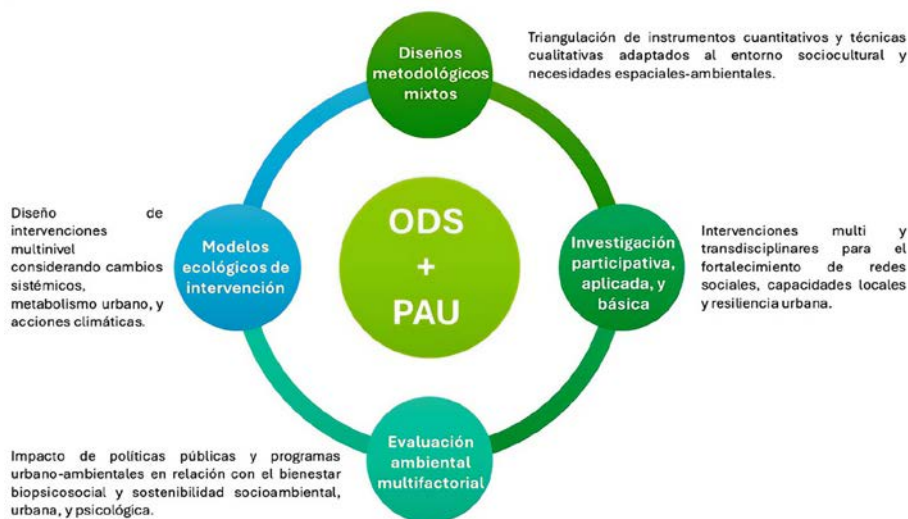 Diseños
metodológicos
mixtos
Triangulación de instrumentos cuantitativos y técnicas
cualitativas adaptados al entorno sociocultural y
necesidades espaciales-ambientales.
ODS
+
PAU
Investigación
participativa,
aplicada, y
básica
Intervenciones multi y
transdisciplinares para el
fortalecimiento de redes
sociales, capacidades locales
y resiliencia urbana.
Evaluación
ambiental
multifactorial
Impacto de políticas públicas y programas
urbano-ambientales en relación con el bienestar
biopsicosocial y sostenibilidad socioambiental,
urbana, y psicológica.
Modelos
ecológicos de
intervención
Diseño de
intervenciones
multinivel
considerando cambios
sistémicos,
metabolismo urbano, y
acciones climáticas.